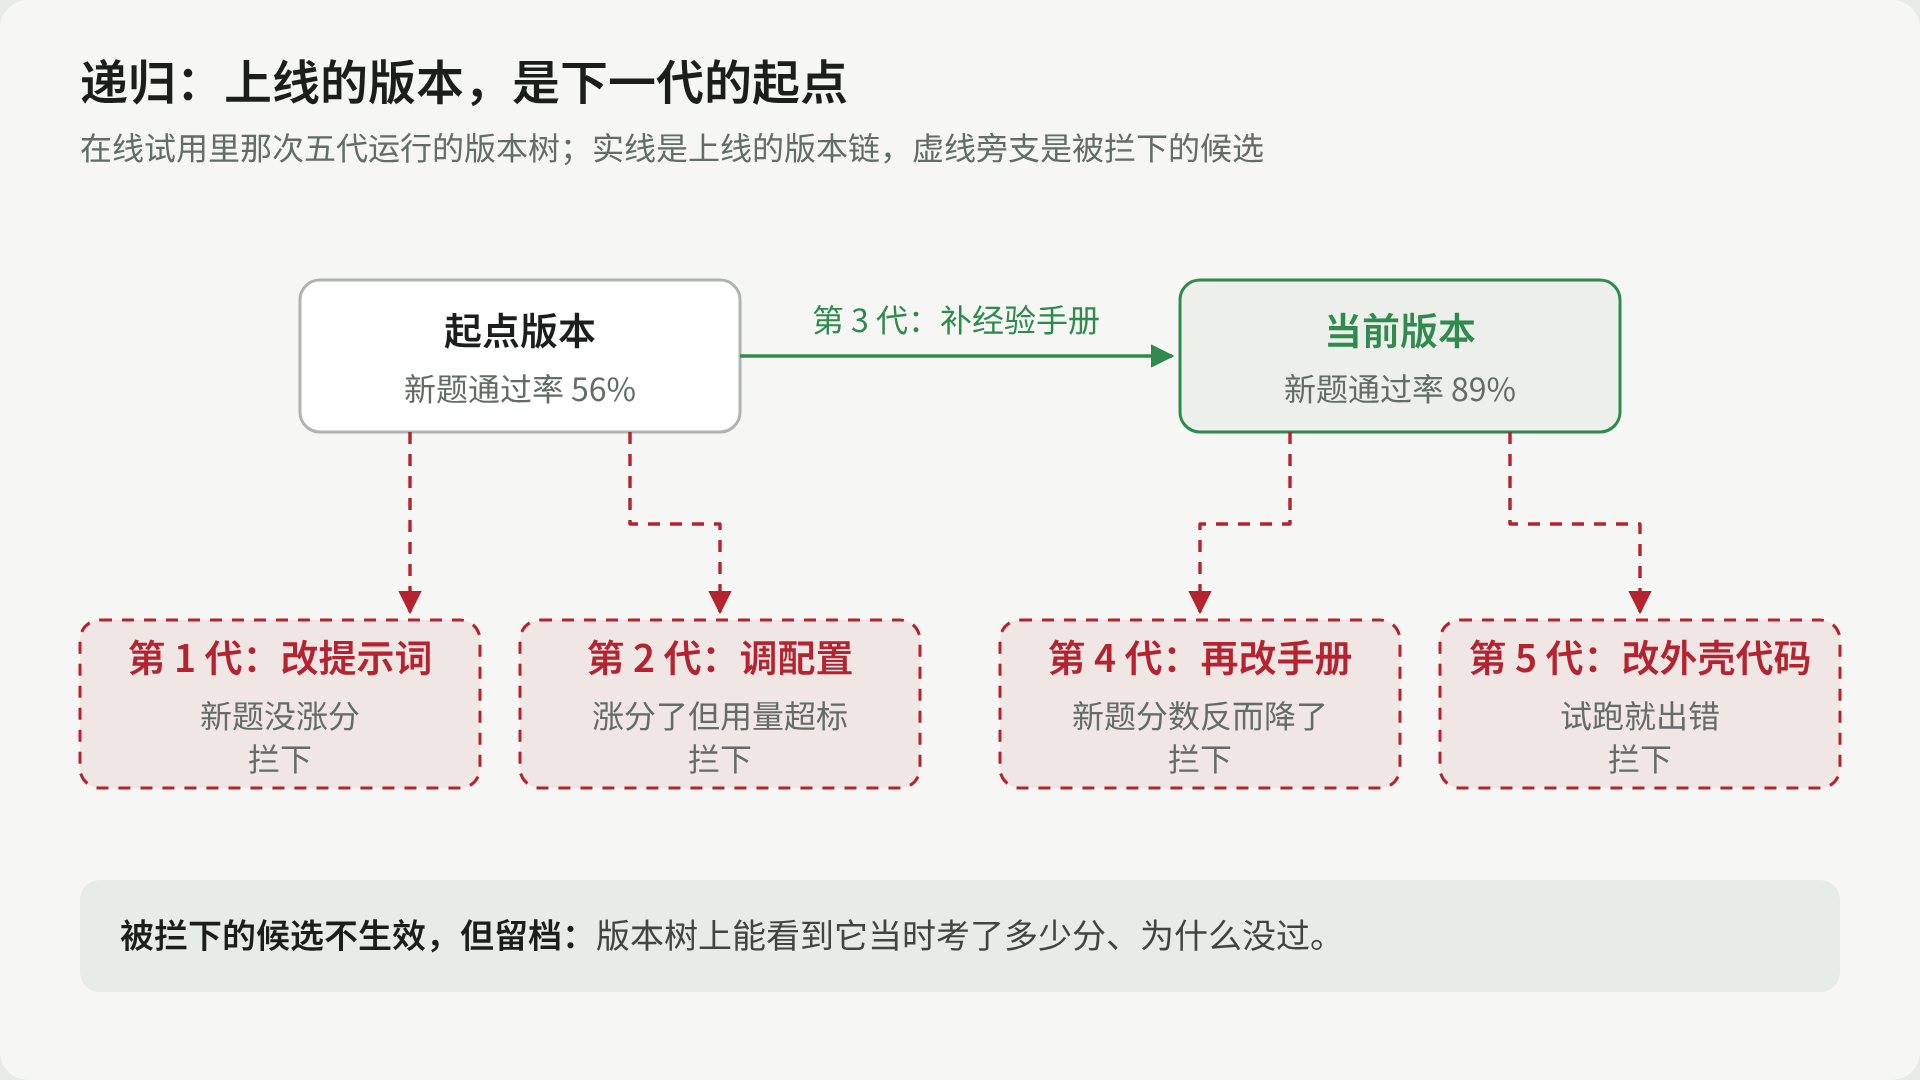 递归：上线的版本，是下一代的起点
在线试用里那次五代运行的版本树；实线是上线的版本链，虚线旁支是被拦下的候选
起点版本
新题通过率 56%
第 3 代：补经验手册
当前版本
新题通过率 89%
第 1 代：改提示词
新题没涨分
拦下
第 2 代：调配置
涨分了但用量超标
拦下
第 4 代：再改手册
新题分数反而降了
拦下
第 5 代：改外壳代码
试跑就出错
拦下
被拦下的候选不生效，但留档：版本树上能看到它当时考了多少分、为什么没过。